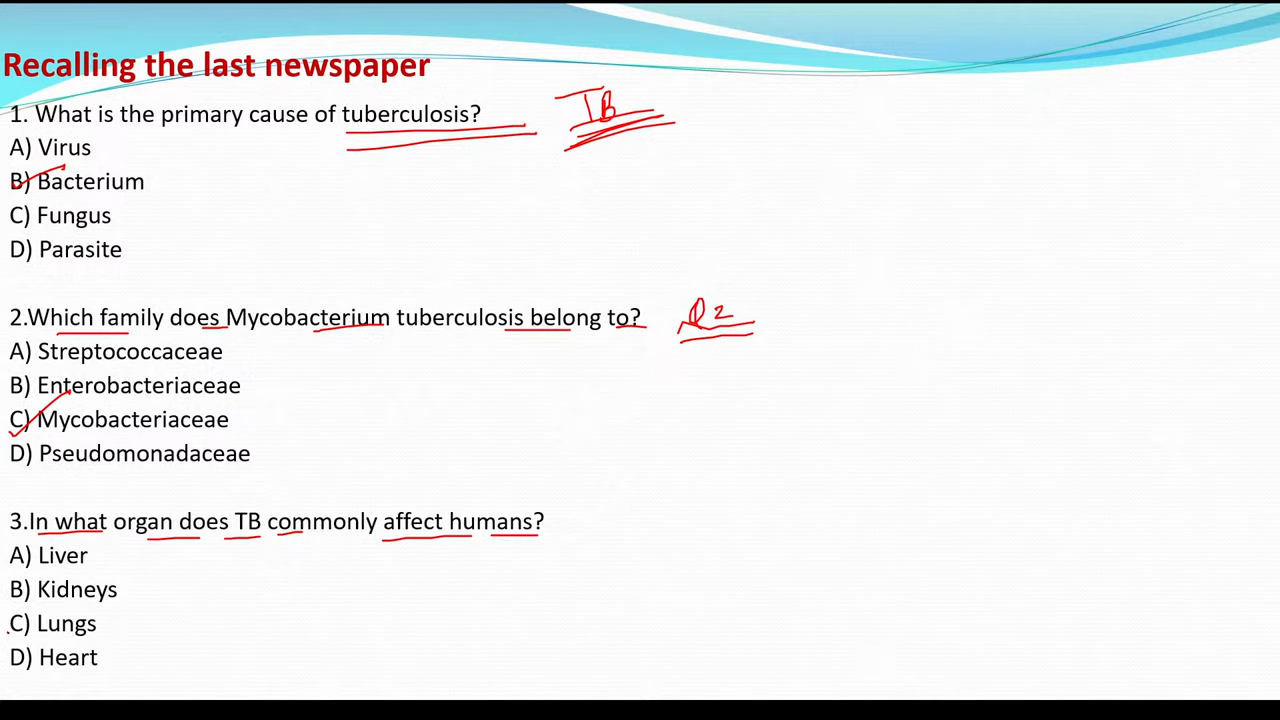 Recalling the last newspaper
1. What is the primary cause of tuberculosis? TB
A) Virus
B) Bacterium
C) Fungus
D) Parasite
2.Which family does Mycobacterium tuberculosis belong to? Q2
A) Streptococcaceae
B) Enterobacteriaceae
C) Mycobacteriaceae
D) Pseudomonadaceae
3.In what organ does TB commonly affect humans?
A) Liver
B) Kidneys
C) Lungs
D) Heart